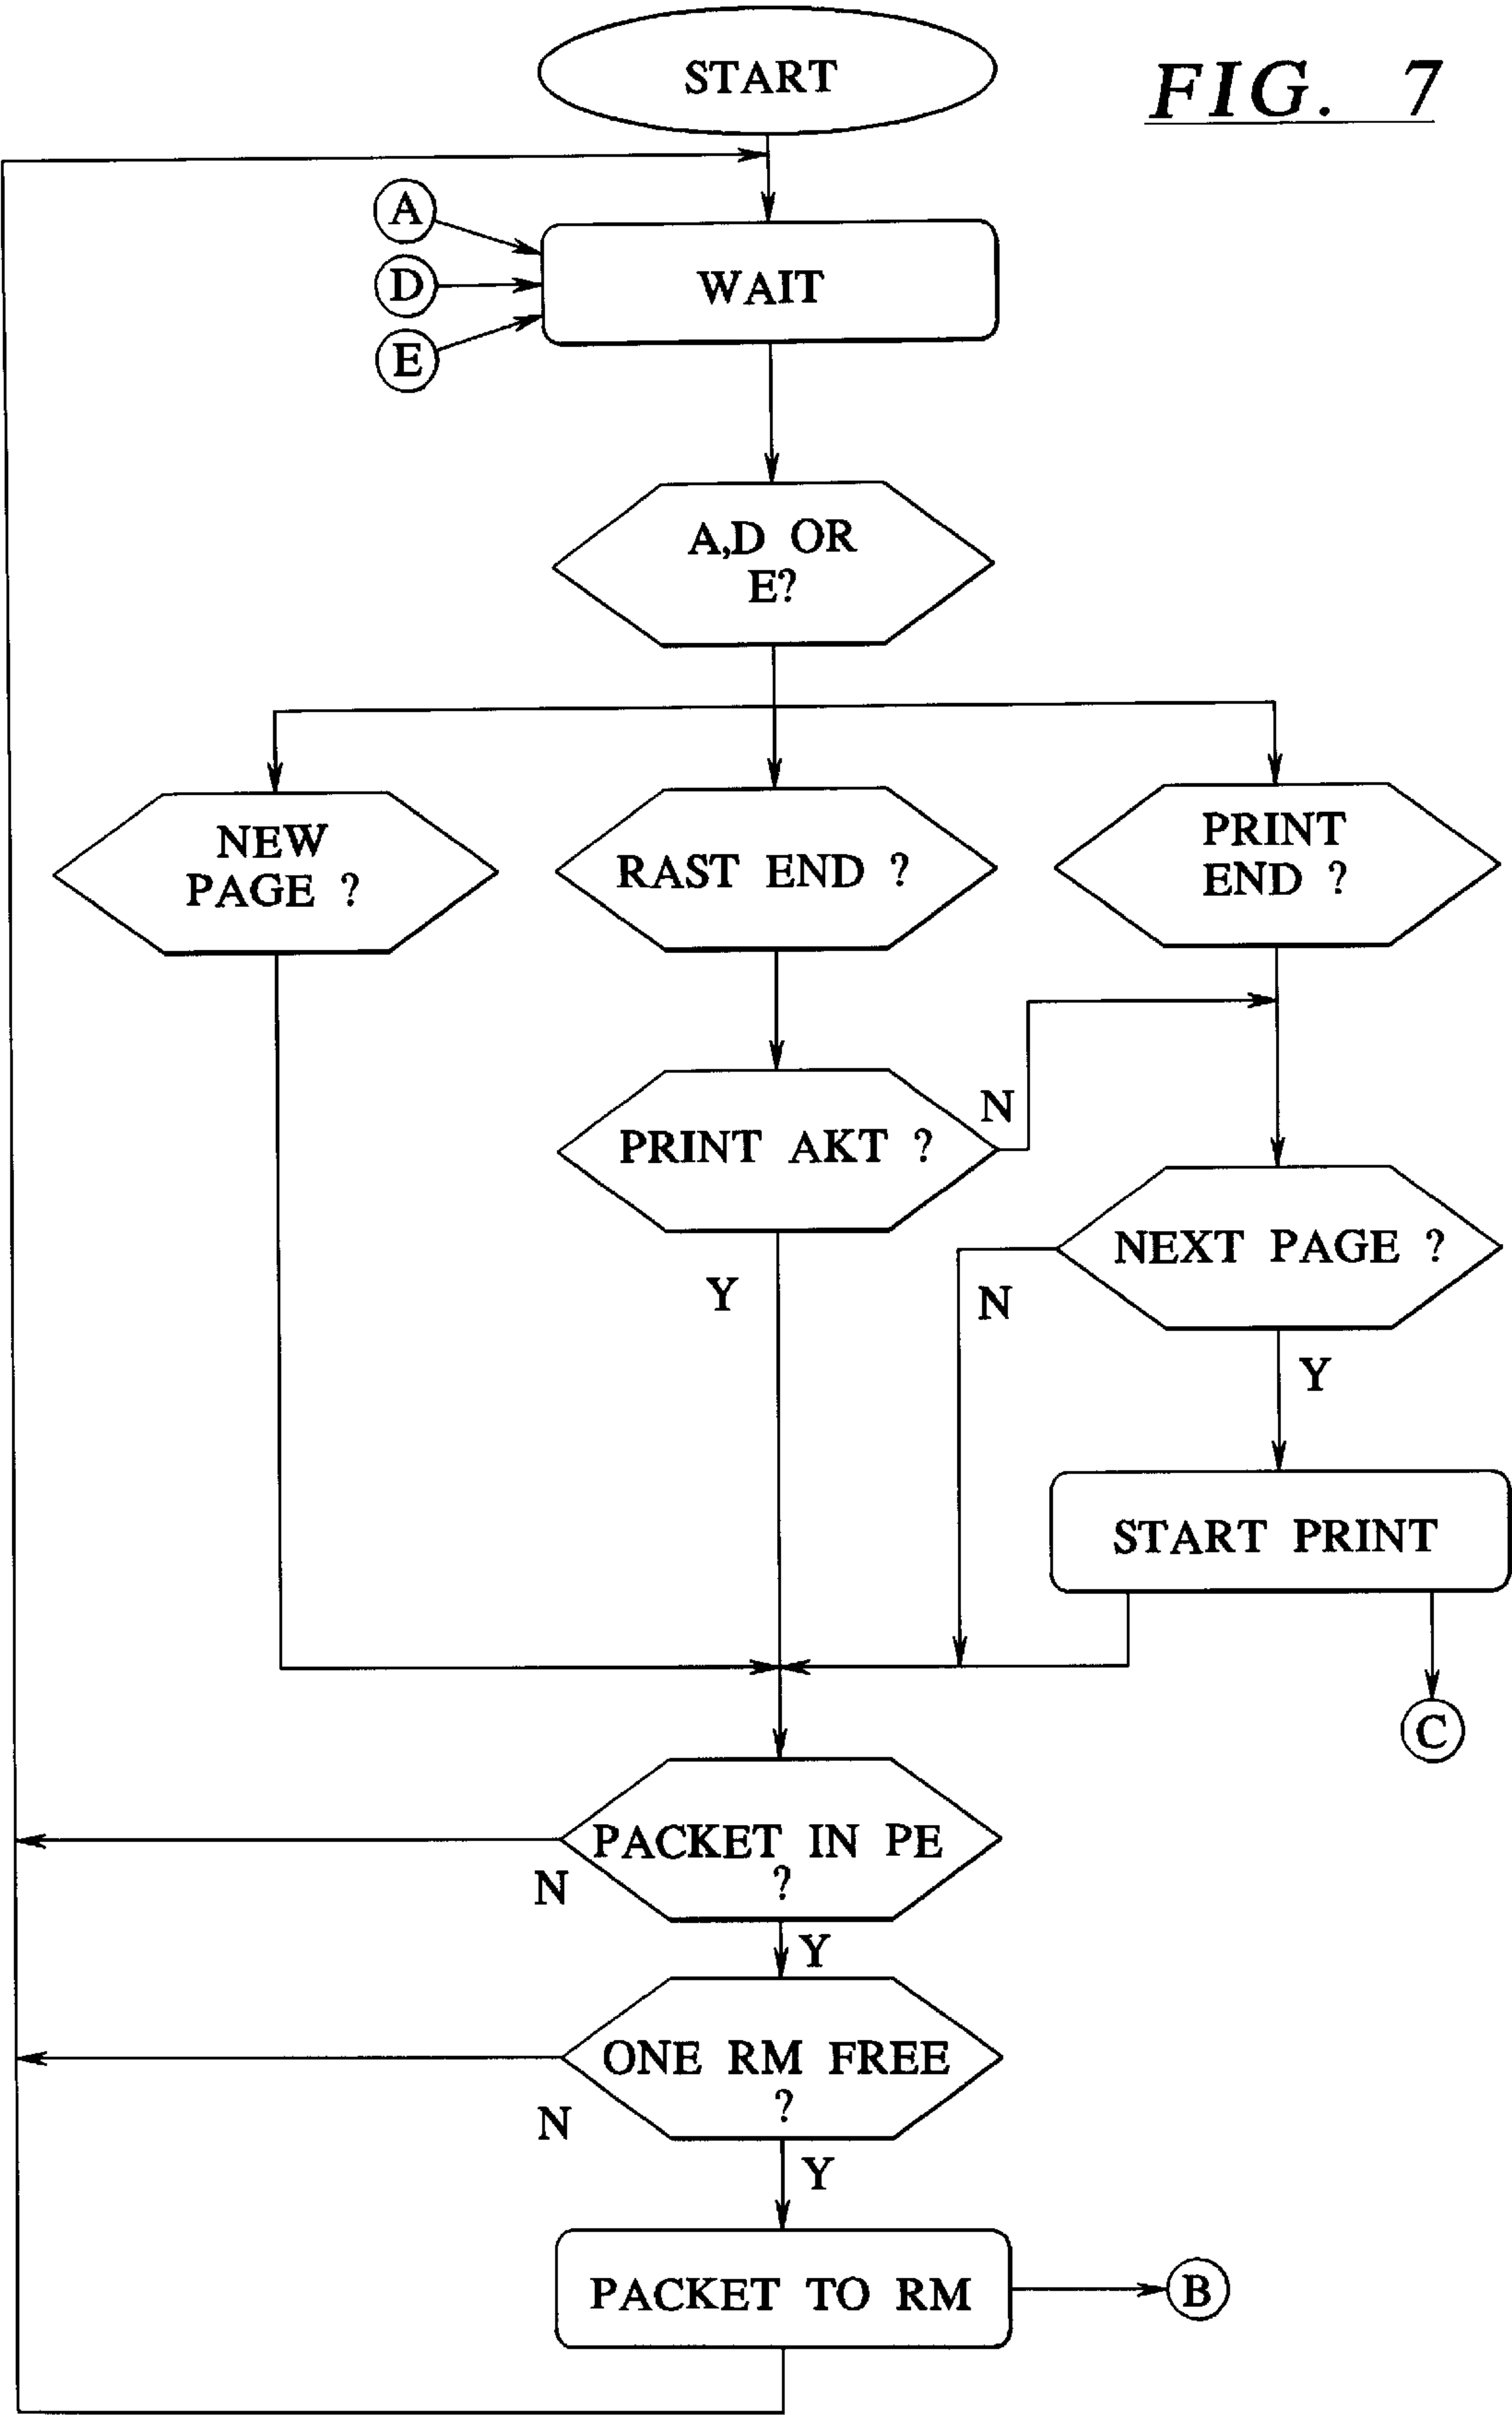 START
FIG. 7
A
D
E
WAIT
A,D OR
E?
NEW
PAGE ?
RAST END ?
PRINT
END ?
N
PRINT AKT ?
NEXT PAGE ?
Y
N
Y
START PRINT
C
PACKET IN PE
?
N
Y
ONE RM FREE
?
N
Y
PACKET TO RM
B